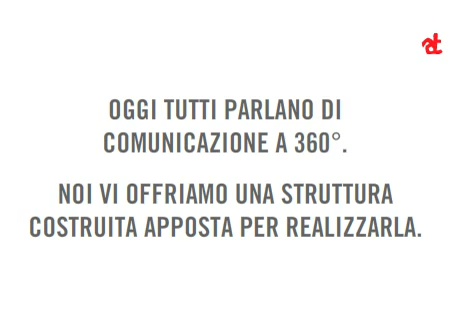 OGGI TUTTI PARLANO DI
COMUNICAZIONE A 360°.
NOI VI OFFRIAMO UNA STRUTTURA
COSTRUITA APPOSTA PER REALIZZARLA.